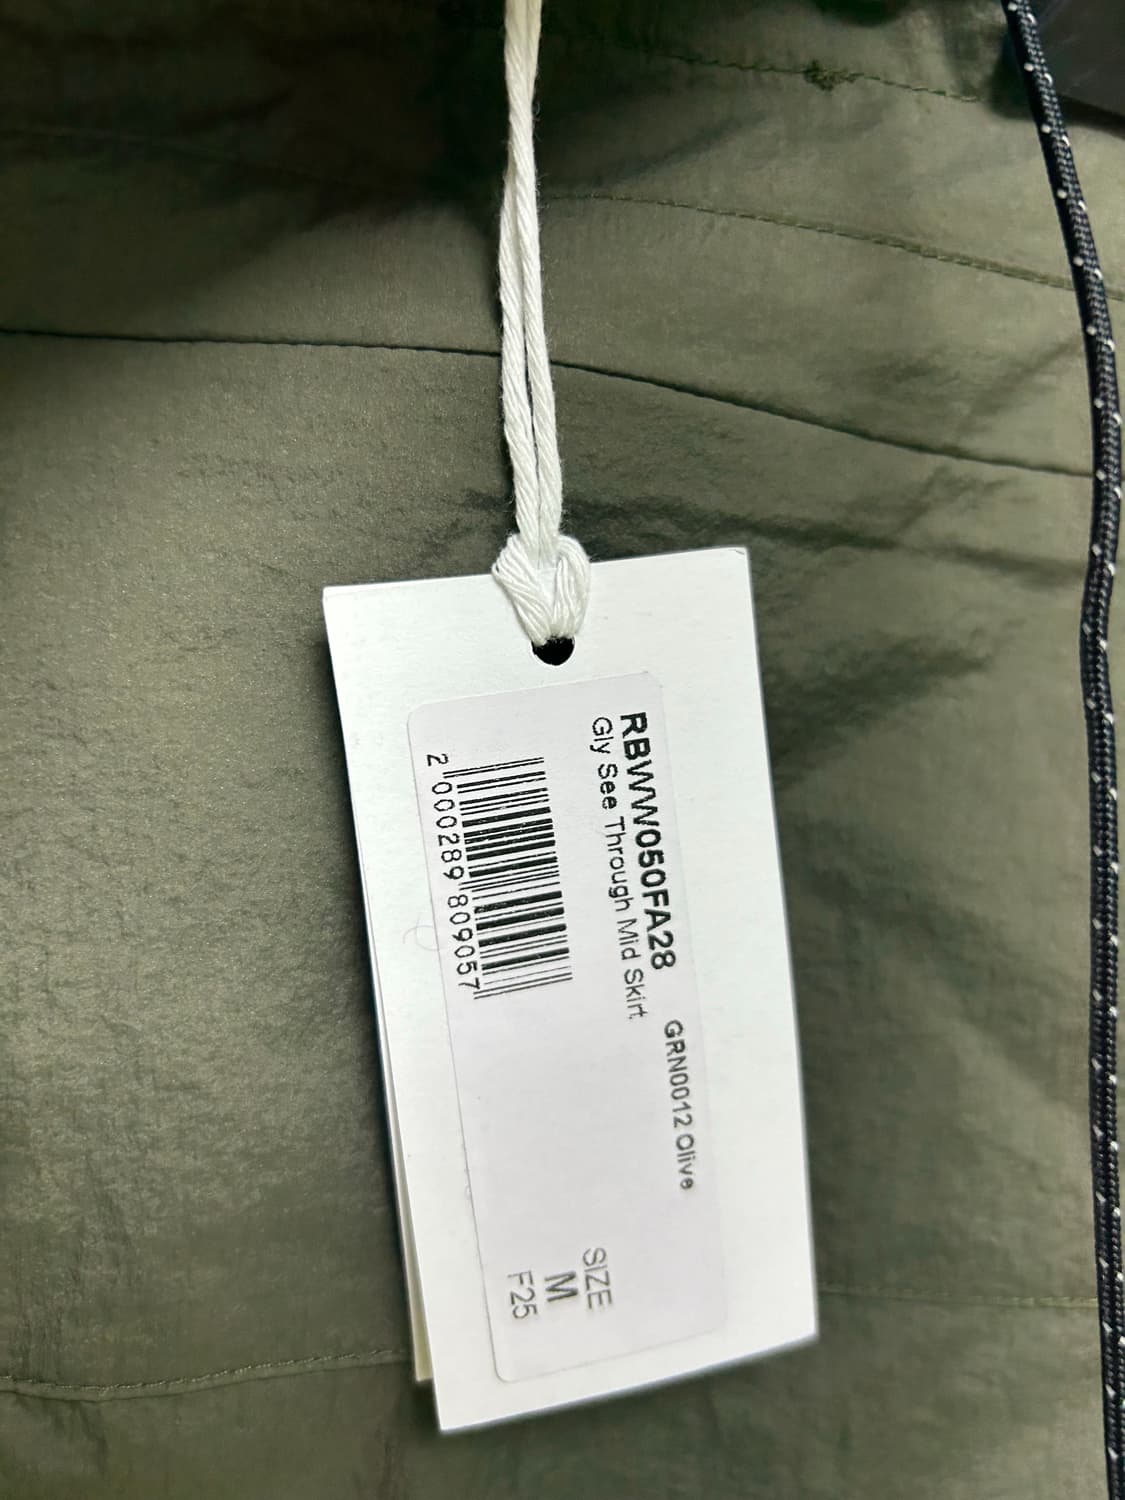 RBWW050FA28 GRN0012 Olive
Gly See Through Mid Skirt
SIZE
M
F25
2 000289 809057